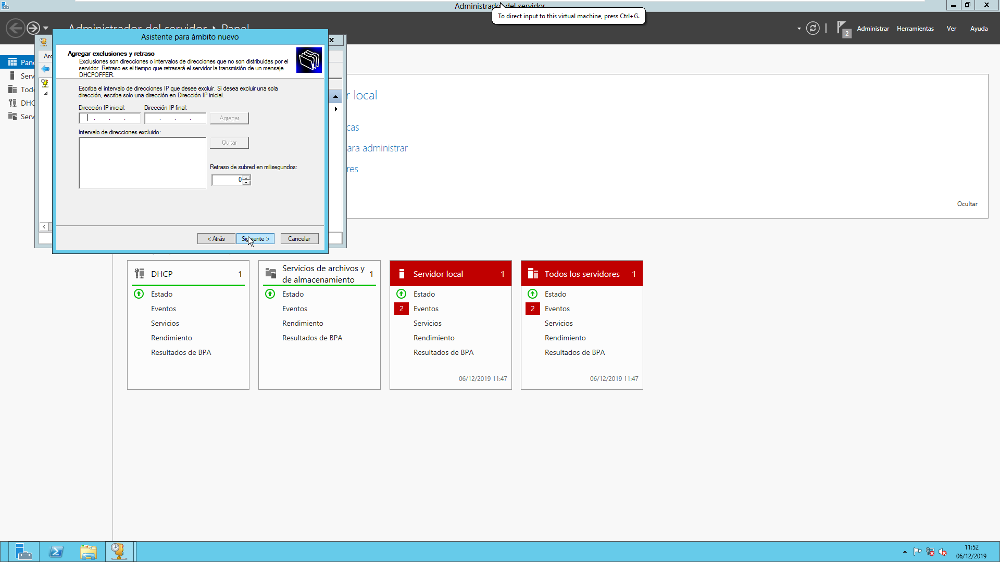 Administrador del servidor
To direct input to this virtual machine, press Ctrl+G.
Administrador del servidor ‣ Panel
2
Administrar
Herramientas
Ver
Ayuda
Asistente para ámbito nuevo
Agregar exclusiones y retraso
Exclusiones son direcciones o intervalos de direcciones que no son distribuidas por el
servidor. Retraso es el tiempo que retrasará el servidor la transmisión de un mensaje
DHCPOFFER.
Escriba el intervalo de direcciones IP que desee excluir. Si desea excluir una sola
dirección, escriba solo una dirección en Dirección IP inicial.
Dirección IP inicial:
Dirección IP final:
Agregar
Intervalo de direcciones excluido:
Quitar
Retraso de subred en milisegundos:
0
< Atrás
Siguiente >
Cancelar
Arc
Pane
Serv
Todo
DHC
Serv
r local
cas
ara administrar
res
Ocultar
DHCP 1
Estado
Eventos
Servicios
Rendimiento
Resultados de BPA
Servicios de archivos y
de almacenamiento 1
Estado
Eventos
Rendimiento
Resultados de BPA
Servidor local 1
Estado
2 Eventos
Servicios
Rendimiento
Resultados de BPA
06/12/2019 11:47
Todos los servidores 1
Estado
2 Eventos
Servicios
Rendimiento
Resultados de BPA
06/12/2019 11:47
11:52
06/12/2019